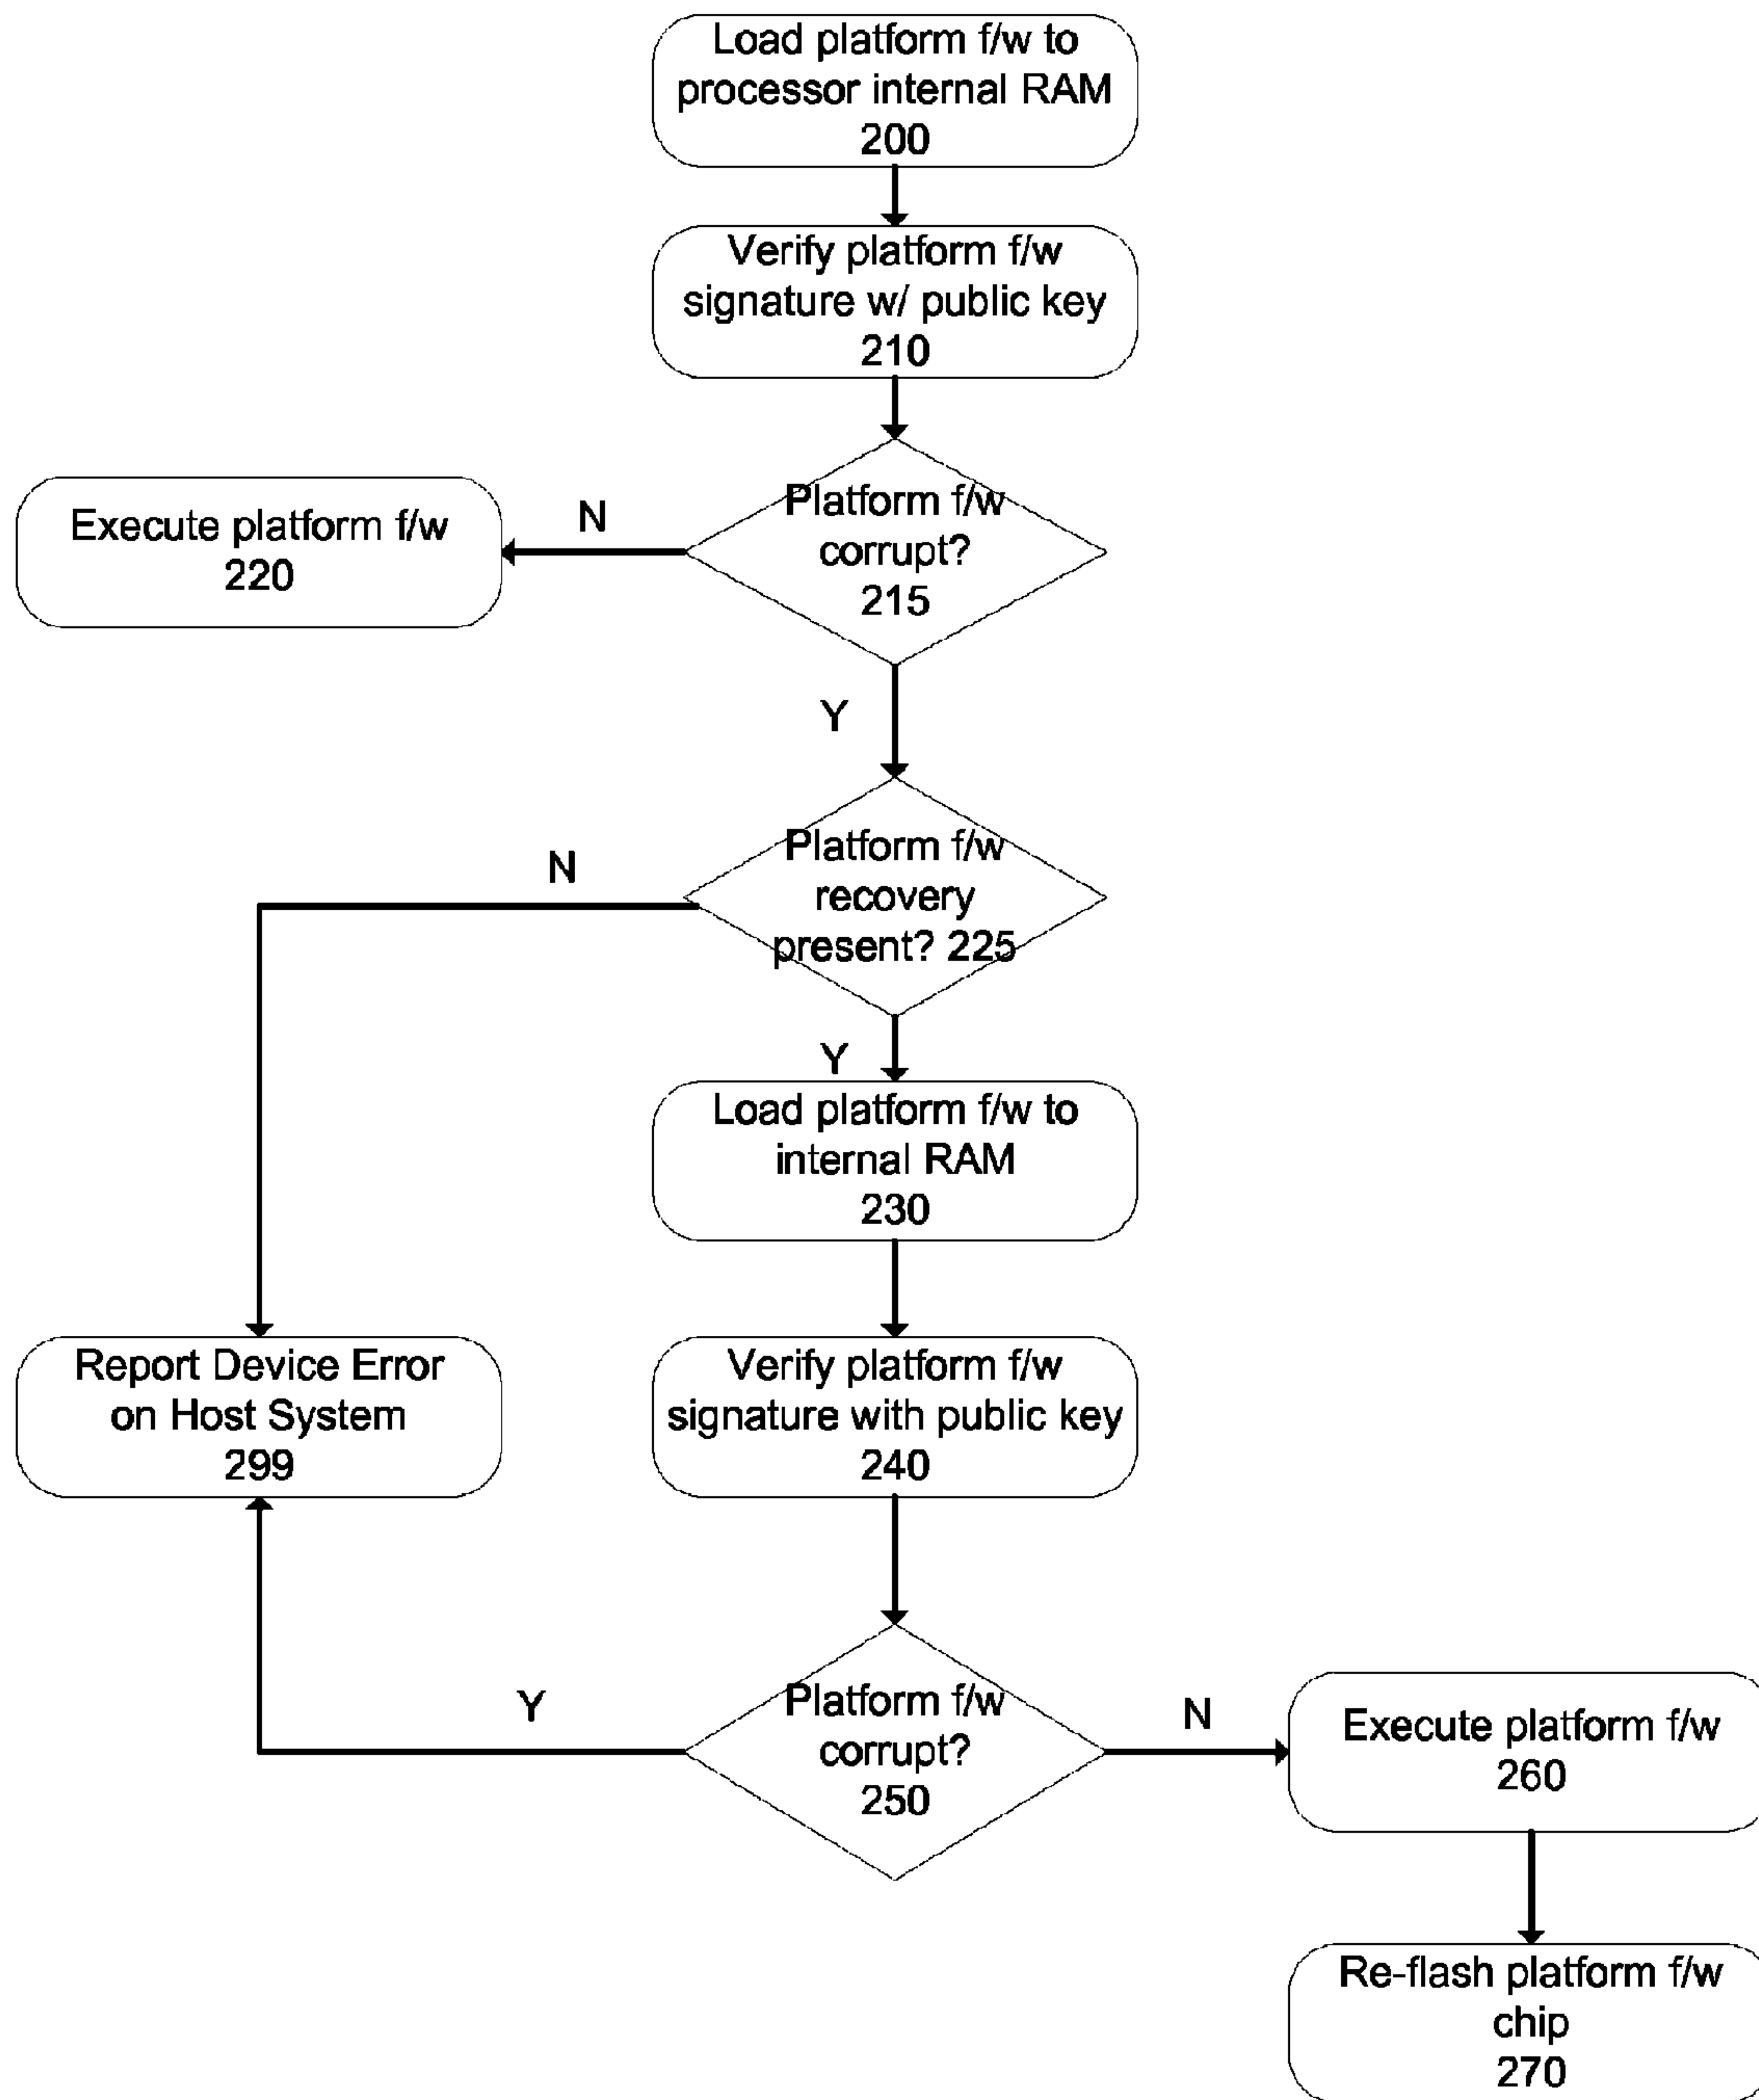 Load platform f/w to
processor internal RAM
200
Verify platform f/w
signature w/ public key
210
Platform f/w
corrupt?
215
N
Execute platform f/w
220
Y
Platform f/w
recovery
present? 225
N
Y
Load platform f/w to
internal RAM
230
Verify platform f/w
signature with public key
240
Report Device Error
on Host System
299
Platform f/w
corrupt?
250
Y
N
Execute platform f/w
260
Re-flash platform f/w
chip
270